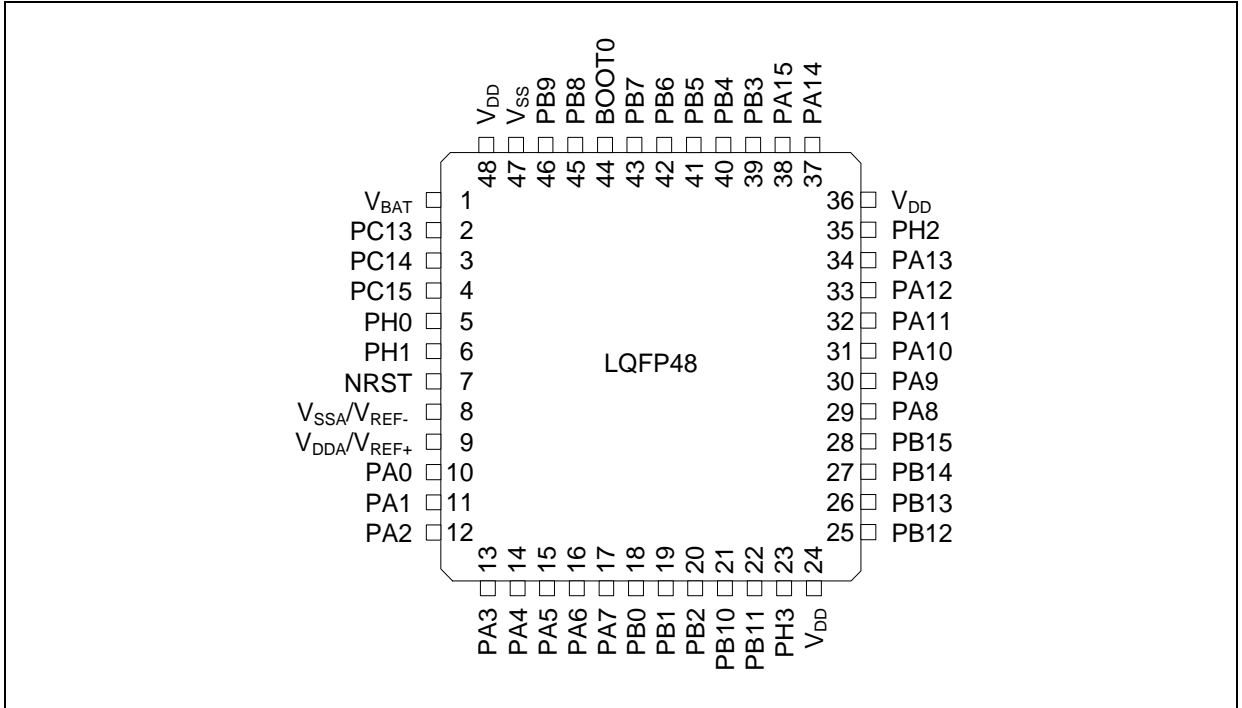 VDD VSS PB9 PB8 BOOT0 PB7 PB6 PB5 PB4 PB3 PA15 PA14
48 47 46 45 44 43 42 41 40 39 38 37
VBAT 1 36 VDD
PC13 2 35 PH2
PC14 3 34 PA13
PC15 4 33 PA12
PH0 5 32 PA11
PH1 6 31 PA10
LQFP48
NRST 7 30 PA9
VSSA/VREF- 8 29 PA8
VDDA/VREF+ 9 28 PB15
PA0 10 27 PB14
PA1 11 26 PB13
PA2 12 25 PB12
13 14 15 16 17 18 19 20 21 22 23 24
PA3 PA4 PA5 PA6 PA7 PB0 PB1 PB2 PB10 PB11 PH3 VDD